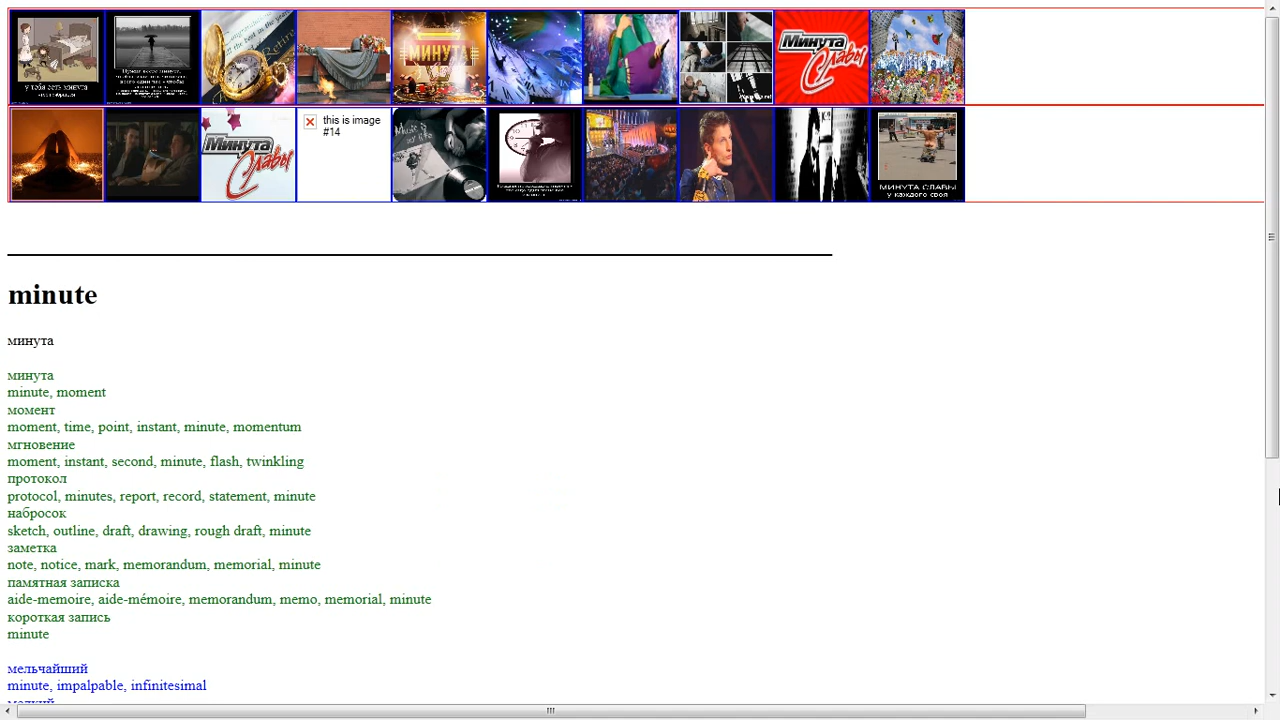 у тебя есть минута
МИНУТА
Минута
Славы
Минута
Славы
this is image
#14
МИНУТА СЛАВЫ
у каждого своя
minute
минута
минута
minute, moment
момент
moment, time, point, instant, minute, momentum
мгновение
moment, instant, second, minute, flash, twinkling
протокол
protocol, minutes, report, record, statement, minute
набросок
sketch, outline, draft, drawing, rough draft, minute
заметка
note, notice, mark, memorandum, memorial, minute
памятная записка
aide-memoire, aide-mémoire, memorandum, memo, memorial, minute
короткая запись
minute
мельчайший
minute, impalpable, infinitesimal